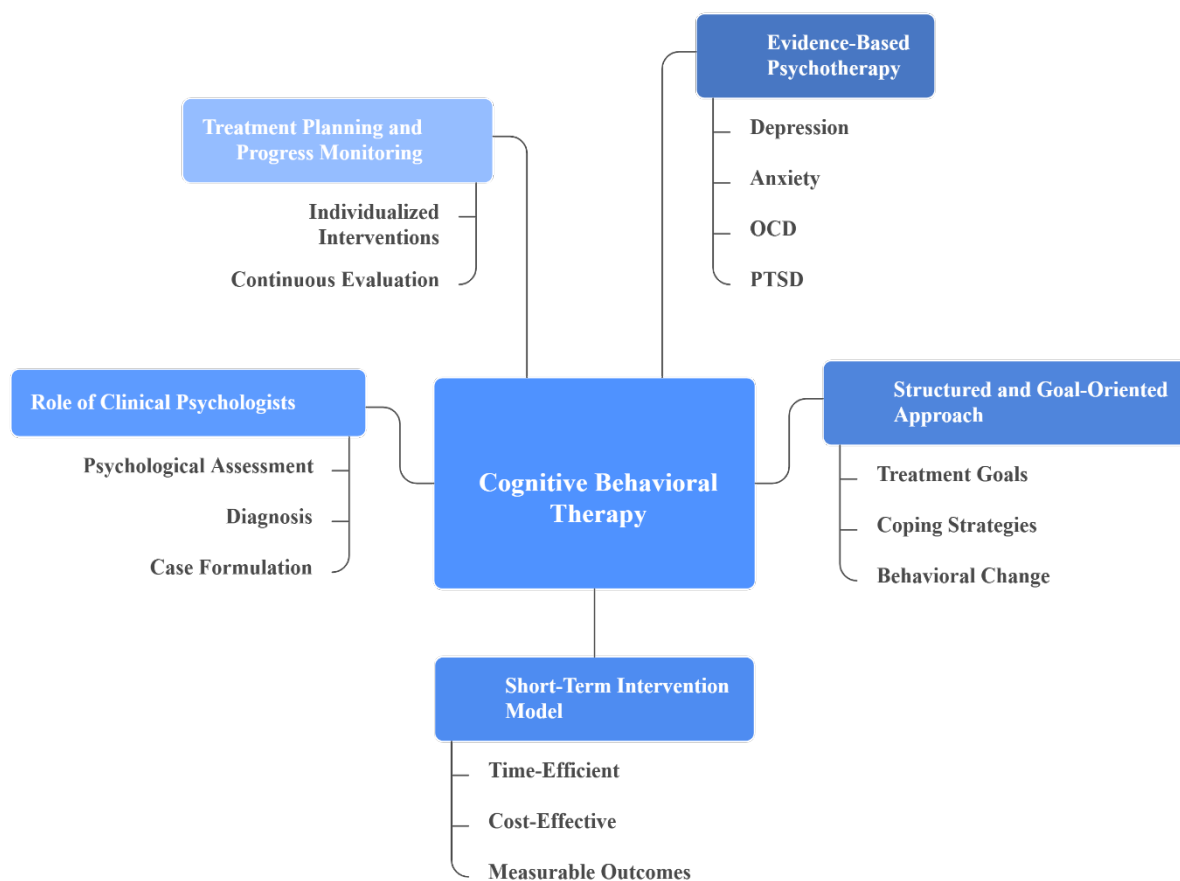 Evidence-Based
Psychotherapy
Depression
Anxiety
OCD
PTSD
Treatment Planning and
Progress Monitoring
Individualized
Interventions
Continuous Evaluation
Role of Clinical Psychologists
Psychological Assessment
Diagnosis
Case Formulation
Cognitive Behavioral
Therapy
Structured and Goal-Oriented
Approach
Treatment Goals
Coping Strategies
Behavioral Change
Short-Term Intervention
Model
Time-Efficient
Cost-Effective
Measurable Outcomes